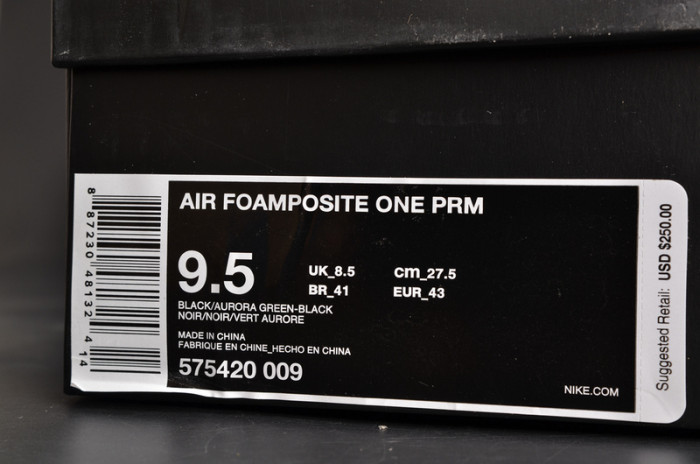 AIR FOAMPOSITE ONE PRM
9.5
UK_8.5 cm_27.5
BR_41 EUR_43
BLACK/AURORA GREEN-BLACK
NOIR/NOIR/VERT AURORE
MADE IN CHINA
FABRIQUE EN CHINE_HECHO EN CHINA
575420 009
NIKE.COM
8 87230 48132 4 14
Suggested Retail: USD $250.00